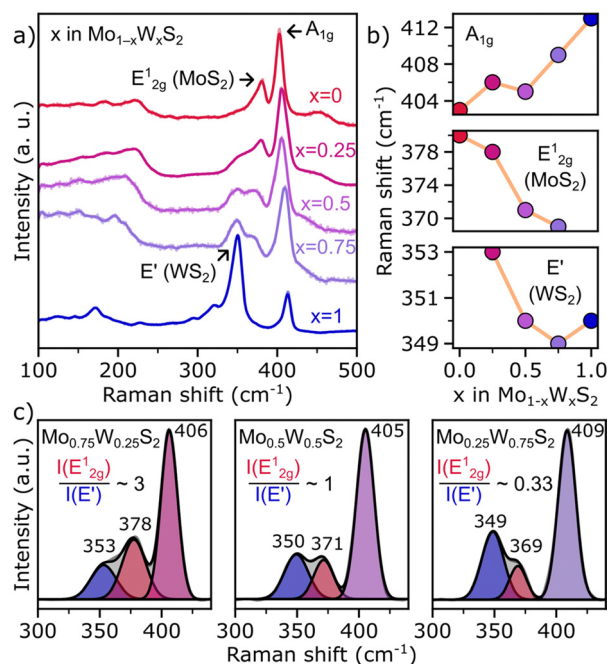 a)
x in Mo₁₋ₓWₓS₂
A₁g
E¹₂g (MoS₂)
x=0
x=0.25
x=0.5
x=0.75
E' (WS₂)
x=1
Intensity (a. u.)
100 200 300 400 500
Raman shift (cm⁻¹)
b)
A₁g
412
408
404
E¹₂g
(MoS₂)
378
374
370
E'
(WS₂)
353
351
349
Raman shift (cm⁻¹)
0.0 0.5 1.0
x in Mo₁₋ₓWₓS₂
c)
Mo₀.₇₅W₀.₂₅S₂ 406
I(E¹₂g)
I(E') ~ 3
353 378
300 350 400
Mo₀.₅W₀.₅S₂ 405
I(E¹₂g)
I(E') ~ 1
350 371
300 350 400
Mo₀.₂₅W₀.₇₅S₂ 409
I(E¹₂g)
I(E') ~ 0.33
349 369
300 350 400
Intensity (a.u.)
Raman shift (cm⁻¹)